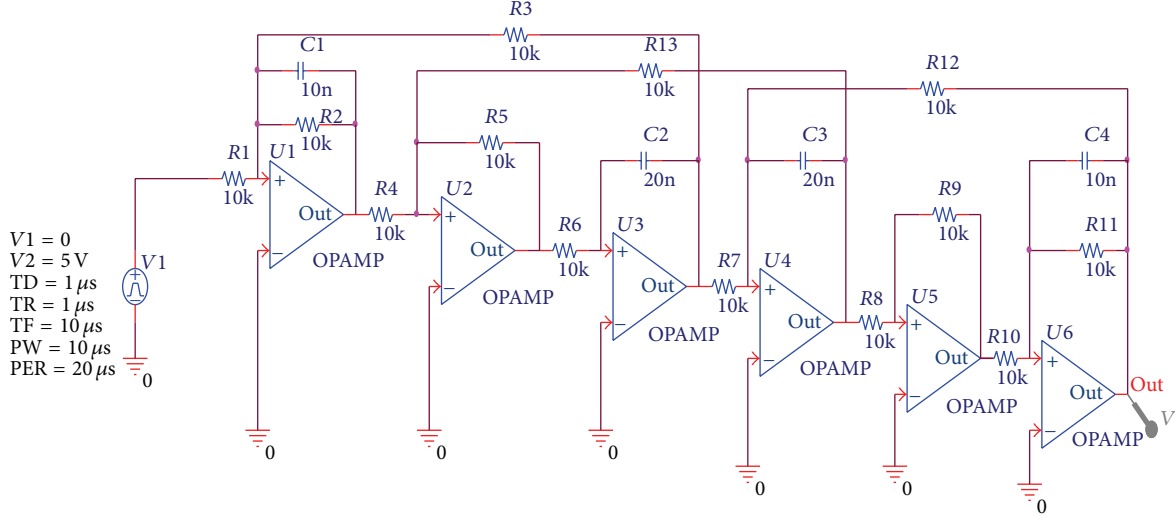 R3
10k
C1
10n
R13
10k
R12
10k
R2
10k
R5
10k
C2
20n
C3
20n
C4
10n
R1
10k
U1
+
Out
−
OPAMP
R4
10k
U2
+
Out
−
OPAMP
R6
10k
U3
+
Out
−
OPAMP
R7
10k
U4
+
Out
−
OPAMP
R9
10k
R8
10k
U5
+
Out
−
OPAMP
R11
10k
R10
10k
U6
+
Out
−
OPAMP
Out
V
V1 = 0
V2 = 5 V
TD = 1 μs
TR = 1 μs
TF = 10 μs
PW = 10 μs
PER = 20 μs
V1
+
−
0
0
0
0
0
0
0